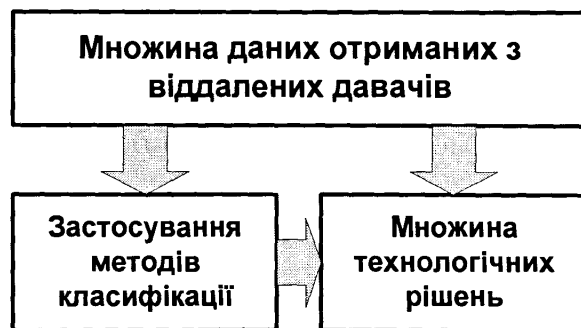 Множина даних отриманих з
віддалених давачів
Застосування
методів
класифікації
Множина
технологічних
рішень